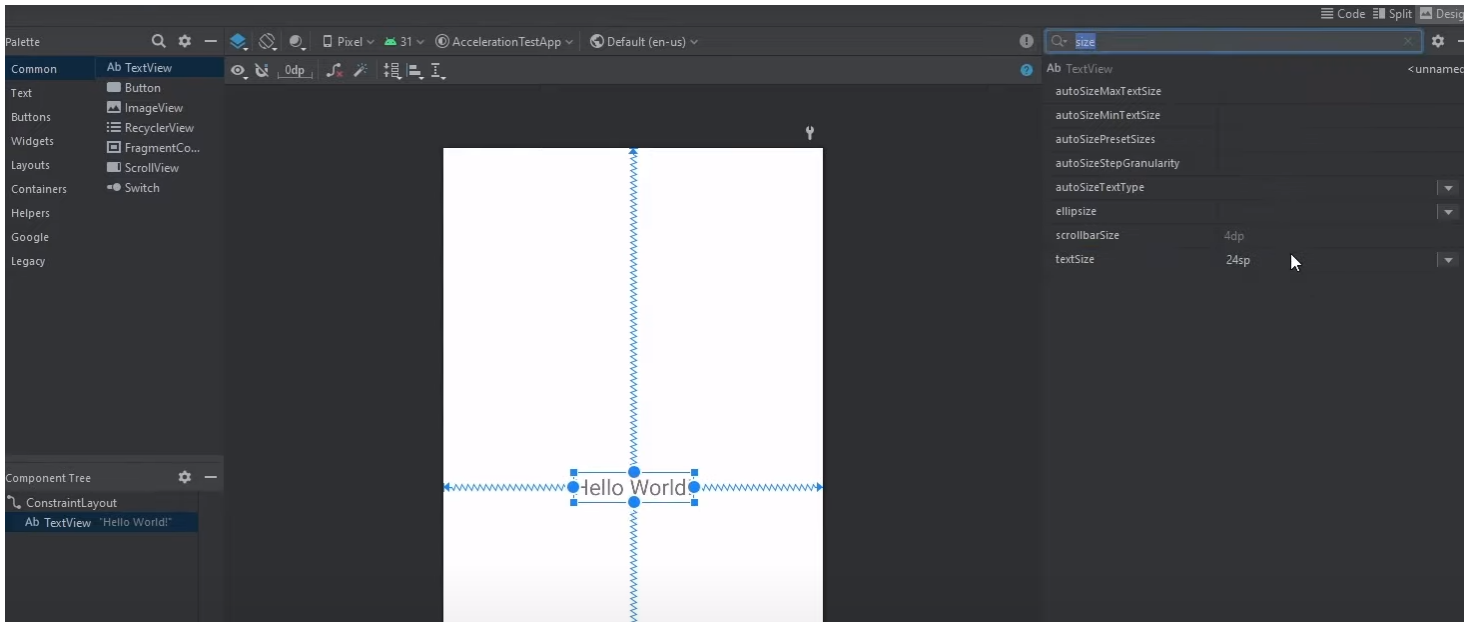 Code Split Desig
Palette
Pixel 31 AccelerationTestApp Default (en-us)
size
Common
Text
Buttons
Widgets
Layouts
Containers
Helpers
Google
Legacy
Ab TextView
Button
ImageView
RecyclerView
FragmentCo...
ScrollView
Switch
0dp
Ab TextView <unnamed
autoSizeMaxTextSize
autoSizeMinTextSize
autoSizePresetSizes
autoSizeStepGranularity
autoSizeTextType
ellipsize
scrollbarSize 4dp
textSize 24sp
Hello World!
Component Tree
ConstraintLayout
Ab TextView "Hello World!"